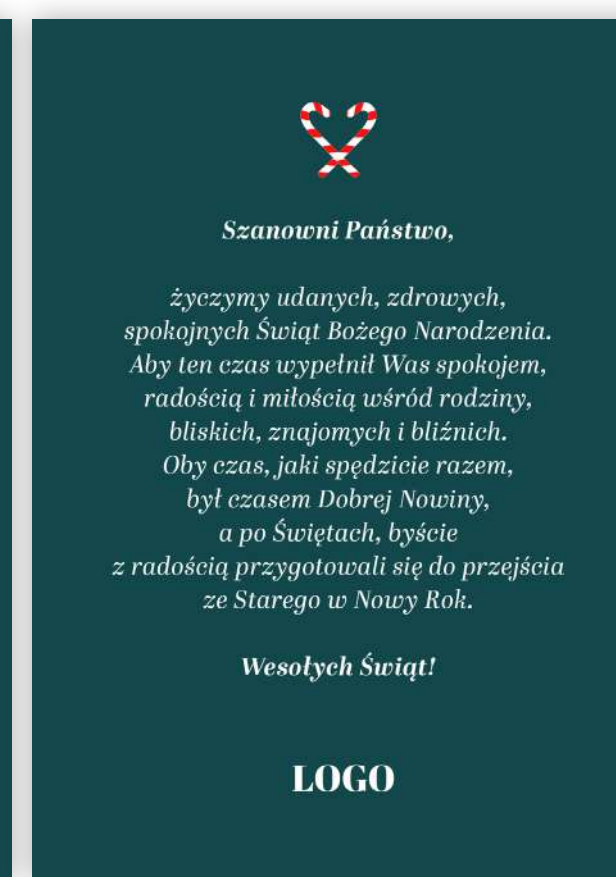 Szanowni Państwo,
życzymy udanych, zdrowych,
spokojnych Świąt Bożego Narodzenia.
Aby ten czas wypełnił Was spokojem,
radością i miłością wśród rodziny,
bliskich, znajomych i bliźnich.
Oby czas, jaki spędzicie razem,
był czasem Dobrej Nowiny,
a po Świętach, byście
z radością przygotowali się do przejścia
ze Starego w Nowy Rok.
Wesołych Świąt!
LOGO